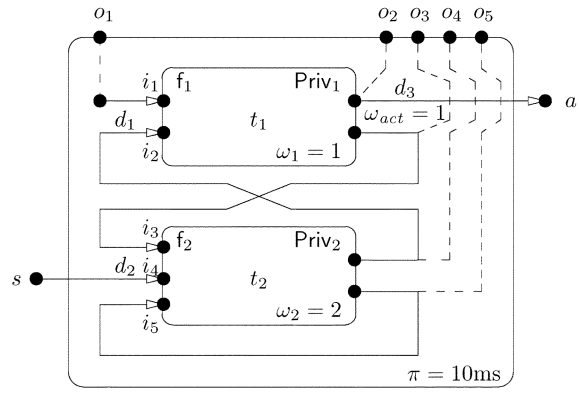 o₁ o₂ o₃ o₄ o₅
i₁ f₁ Priv₁ d₃ a
d₁ t₁ ω_act = 1
i₂ ω₁ = 1
i₃ f₂ Priv₂
s d₂ i₄ t₂
i₅ ω₂ = 2
π = 10ms